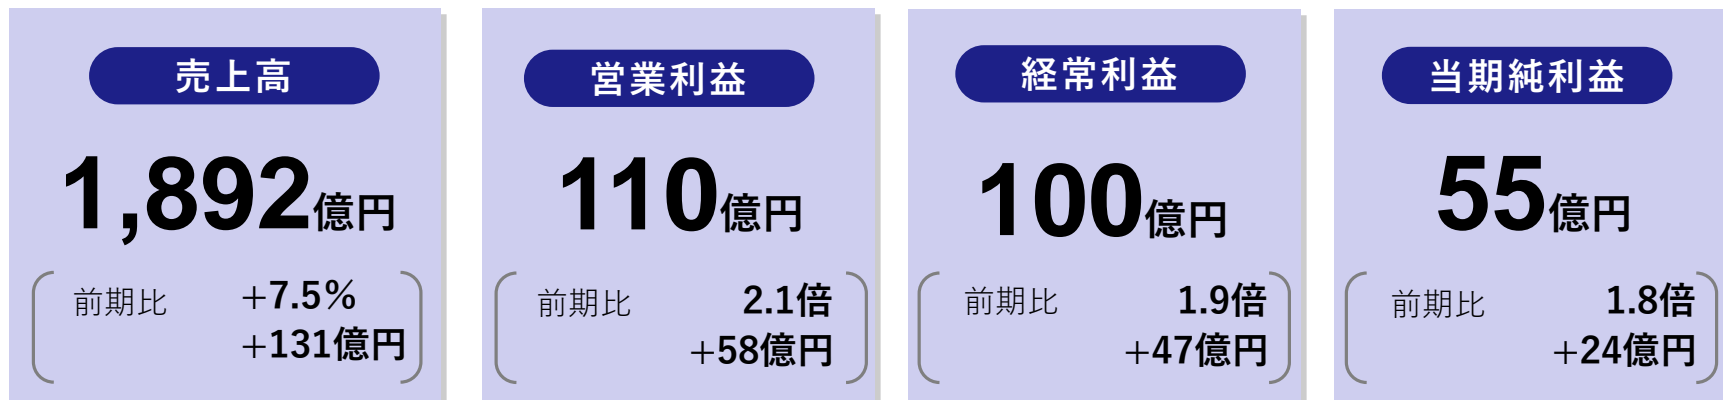 売上高
1,892億円
前期比 +7.5%
+131億円
営業利益
110億円
前期比 2.1倍
+58億円
経常利益
100億円
前期比 1.9倍
+47億円
当期純利益
55億円
前期比 1.8倍
+24億円